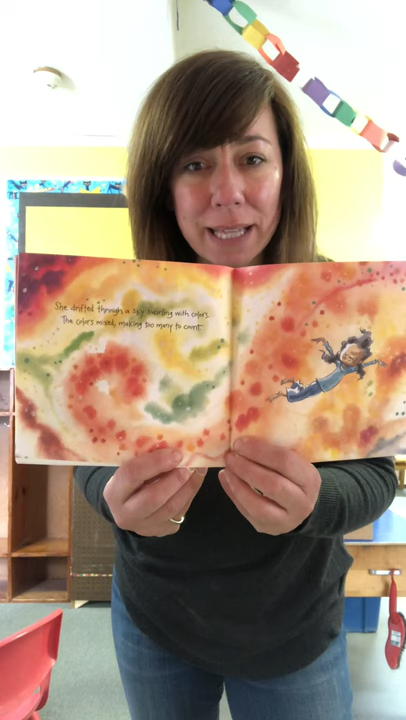 She drifted through a sky swirling with colors.
The colors mixed, making too many to count.